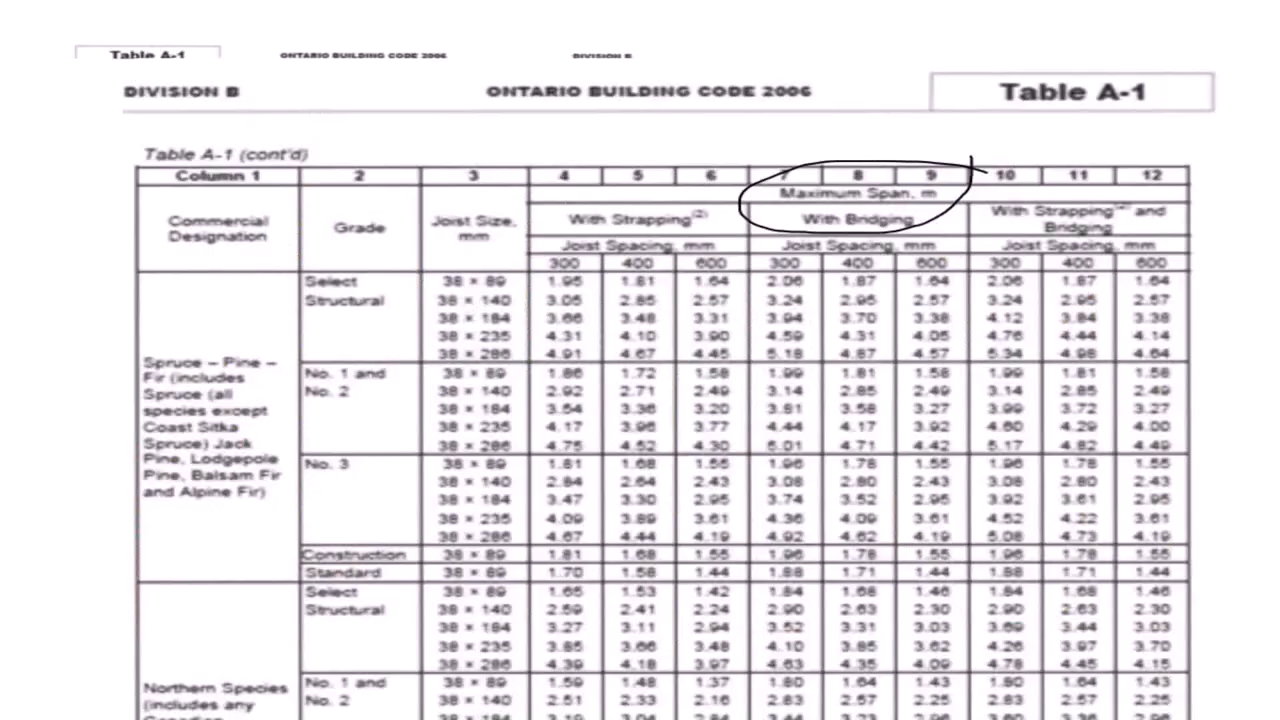 Table A-1 ONTARIO BUILDING CODE 2006 DIVISION B
DIVISION B ONTARIO BUILDING CODE 2006 Table A-1
Table A-1 (cont'd)
Column 1 2 3 4 5 6 7 8 9 10 11 12
Commercial Designation Grade Joist Size, mm Maximum Span, m
With Strapping(2) With Bridging With Strapping(2) and Bridging
Joist Spacing, mm Joist Spacing, mm Joist Spacing, mm
300 400 600 300 400 600 300 400 600
Spruce – Pine –
Fir (includes
Spruce (all
species except
Coast Sitka
Spruce) Jack
Pine, Lodgepole
Pine, Balsam Fir
and Alpine Fir)
Select 38 × 89 1.95 1.81 1.64 2.06 1.87 1.64 2.06 1.87 1.64
Structural 38 × 140 3.05 2.85 2.57 3.24 2.95 2.57 3.24 2.95 2.57
38 × 184 3.66 3.48 3.31 3.94 3.70 3.38 4.12 3.84 3.38
38 × 235 4.31 4.10 3.90 4.59 4.31 4.05 4.76 4.44 4.14
38 × 286 4.91 4.67 4.45 5.18 4.87 4.57 5.34 4.98 4.64
No. 1 and 38 × 89 1.86 1.72 1.58 1.99 1.81 1.58 1.99 1.81 1.58
No. 2 38 × 140 2.92 2.71 2.49 3.14 2.85 2.49 3.14 2.85 2.49
38 × 184 3.54 3.36 3.20 3.81 3.58 3.27 3.99 3.72 3.27
38 × 235 4.17 3.96 3.77 4.44 4.17 3.92 4.60 4.29 4.00
38 × 286 4.75 4.52 4.30 5.01 4.71 4.42 5.17 4.82 4.49
No. 3 38 × 89 1.81 1.68 1.55 1.96 1.78 1.55 1.96 1.78 1.55
38 × 140 2.84 2.64 2.43 3.08 2.80 2.43 3.08 2.80 2.43
38 × 184 3.47 3.30 2.95 3.74 3.52 2.95 3.92 3.61 2.95
38 × 235 4.09 3.89 3.61 4.36 4.09 3.61 4.52 4.22 3.61
38 × 286 4.67 4.44 4.19 4.92 4.62 4.19 5.08 4.73 4.19
Construction 38 × 89 1.81 1.68 1.55 1.96 1.78 1.55 1.96 1.78 1.55
Standard 38 × 89 1.70 1.58 1.44 1.88 1.71 1.44 1.88 1.71 1.44
Northern Species
(includes any
Select 38 × 89 1.65 1.53 1.42 1.84 1.68 1.46 1.84 1.68 1.46
Structural 38 × 140 2.59 2.41 2.24 2.90 2.63 2.30 2.90 2.63 2.30
38 × 184 3.27 3.11 2.94 3.52 3.31 3.03 3.69 3.44 3.03
38 × 235 3.85 3.66 3.48 4.10 3.85 3.62 4.26 3.97 3.70
38 × 286 4.39 4.18 3.97 4.63 4.35 4.09 4.78 4.45 4.15
No. 1 and 38 × 89 1.59 1.48 1.37 1.80 1.64 1.43 1.80 1.64 1.43
No. 2 38 × 140 2.51 2.33 2.16 2.83 2.57 2.25 2.83 2.57 2.25